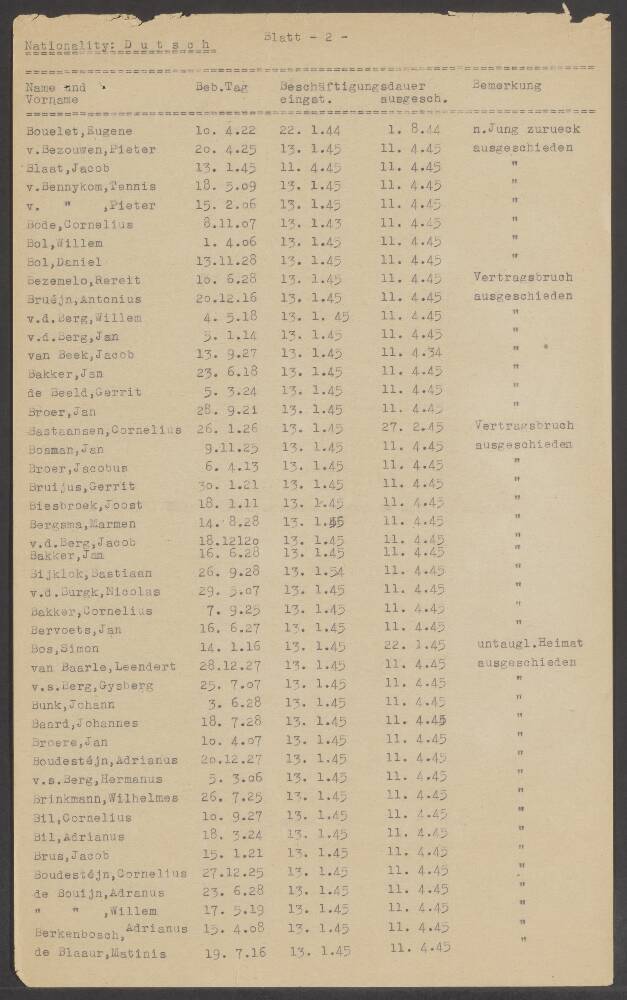 Blatt - 2 -
Nationality: D u t s c h
Name and Beb.Tag Beschäftigungsdauer Bemerkung
Vorname eingst. ausgesch.
Bouelet,Eugene 1o. 4.22 22. 1.44 1. 8.44 n.Jung zurueck
v.Bezouwen,Pieter 2o. 4.25 13. 1.45 11. 4.45 ausgeschieden
Blaat,Jacob 13. 1.45 11. 4.45 11. 4.45 "
v.Bennykom,Tennis 18. 5.o9 13. 1.45 11. 4.45 "
v. " ,Pieter 15. 2.o6 13. 1.45 11. 4.45 "
Bode,Cornelius 8.11.o7 13. 1.43 11. 4.45 "
Bol,Willem 1. 4.o6 13. 1.45 11. 4.45 "
Bol,Daniel 13.11.28 13. 1.45 11. 4.45 "
Bezemelo,Rereit 1o. 6.28 13. 1.45 11. 4.45 Vertragsbruch
Bruéjn,Antonius 2o.12.16 13. 1.45 11. 4.45 ausgeschieden
v.d.Berg,Willem 4. 5.18 13. 1. 45 11. 4.45 "
v.d.Berg,Jan 5. 1.14 13. 1.45 11. 4.45 "
van Beek,Jacob 13. 9.27 13. 1.45 11. 4.34 "
Bakker,Jan 23. 6.18 13. 1.45 11. 4.45 "
de Beeld,Gerrit 5. 3.24 13. 1.45 11. 4.45 "
Broer,Jan 28. 9.21 13. 1.45 11. 4.45 "
Bastaansen,Cornelius 26. 1.26 13. 1.45 27. 2.45 Vertragsbruch
Bosman,Jan 9.11.25 13. 1.45 11. 4.45 ausgeschieden
Broer,Jacobus 6. 4.13 13. 1.45 11. 4.45 "
Bruijus,Gerrit 3o. 1.21 13. 1.45 11. 4.45 "
Biesbroek,Joost 18. 1.11 13. 1.45 11. 4.45 "
Bergsma,Marmen 14. 8.28 13. 1.45 11. 4.45 "
v.d.Berg,Jacob 18.1212o 13. 1.45 11. 4.45 "
Bakker,Jan 16. 6.28 13. 1.45 11. 4.45 "
Bijklok,Bastiaan 26. 9.28 13. 1.54 11. 4.45 "
v.d.Burgk,Nicolas 29. 5.o7 13. 1.45 11. 4.45 "
Bakker,Cornelius 7. 9.25 13. 1.45 11. 4.45 "
Bervoets,Jan 16. 6.27 13. 1.45 11. 4.45 "
Bos,Simon 14. 1.16 13. 1.45 22. 1.45 untaugl.Heimat
van Baarle,Leendert 28.12.27 13. 1.45 11. 4.45 ausgeschieden
v.s.Berg,Gysberg 25. 7.o7 13. 1.45 11. 4.45 "
Bunk,Johann 3. 6.28 13. 1.45 11. 4.45 "
Baard,Johannes 18. 7.28 13. 1.45 11. 4.45 "
Broere,Jan 1o. 4.o7 13. 1.45 11. 4.45 "
Boudestéjn,Adrianus 2o.12.27 13. 1.45 11. 4.45 "
v.s.Berg,Hermanus 5. 3.o6 13. 1.45 11. 4.45 "
Brinkmann,Wilhelmes 26. 7.25 13. 1.45 11. 4.45 "
Bil,Cornelius 1o. 9.27 13. 1.45 11. 4.45 "
Bil,Adrianus 18. 3.24 13. 1.45 11. 4.45 "
Brus,Jacob 15. 1.21 13. 1.45 11. 4.45 "
Boudestéjn,Cornelius 27.12.25 13. 1.45 11. 4.45 "
de Bouijn,Adranus 23. 6.28 13. 1.45 11. 4.45 "
" " ,Willem 17. 5.19 13. 1.45 11. 4.45 "
Berkenbosch,Adrianus 15. 4.o8 13. 1.45 11. 4.45 "
de Blaaur,Matinis 19. 7.16 13. 1.45 11. 4.45 "